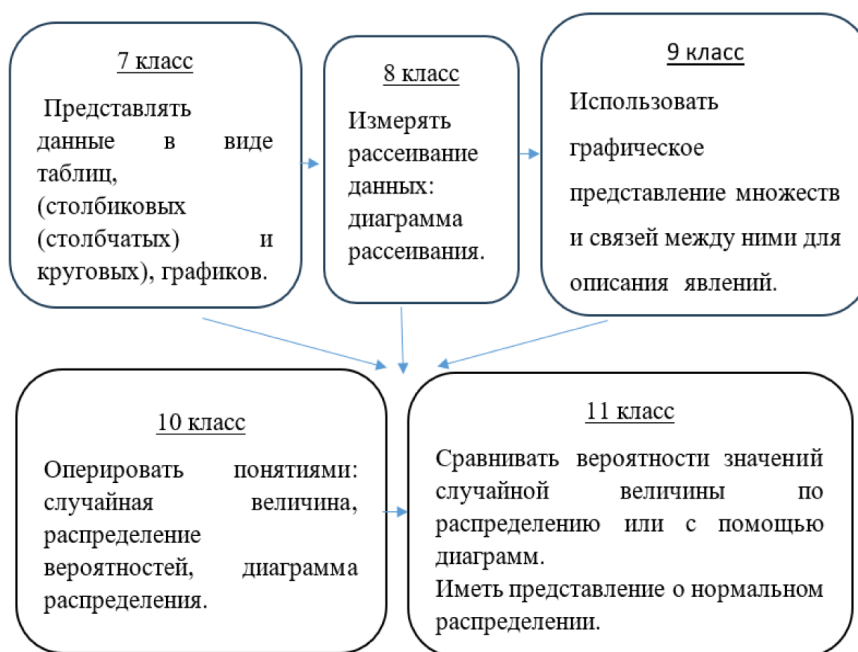 7 класс
Представлять
данные в виде
таблиц,
(столбиковых
(столбчатых) и
круговых), графиков.
8 класс
Измерять
рассеивание
данных:
диаграмма
рассеивания.
9 класс
Использовать
графическое
представление множеств
и связей между ними для
описания явлений.
10 класс
Оперировать понятиями:
случайная величина,
распределение
вероятностей, диаграмма
распределения.
11 класс
Сравнивать вероятности значений
случайной величины по
распределению или с помощью
диаграмм.
Иметь представление о нормальном
распределении.